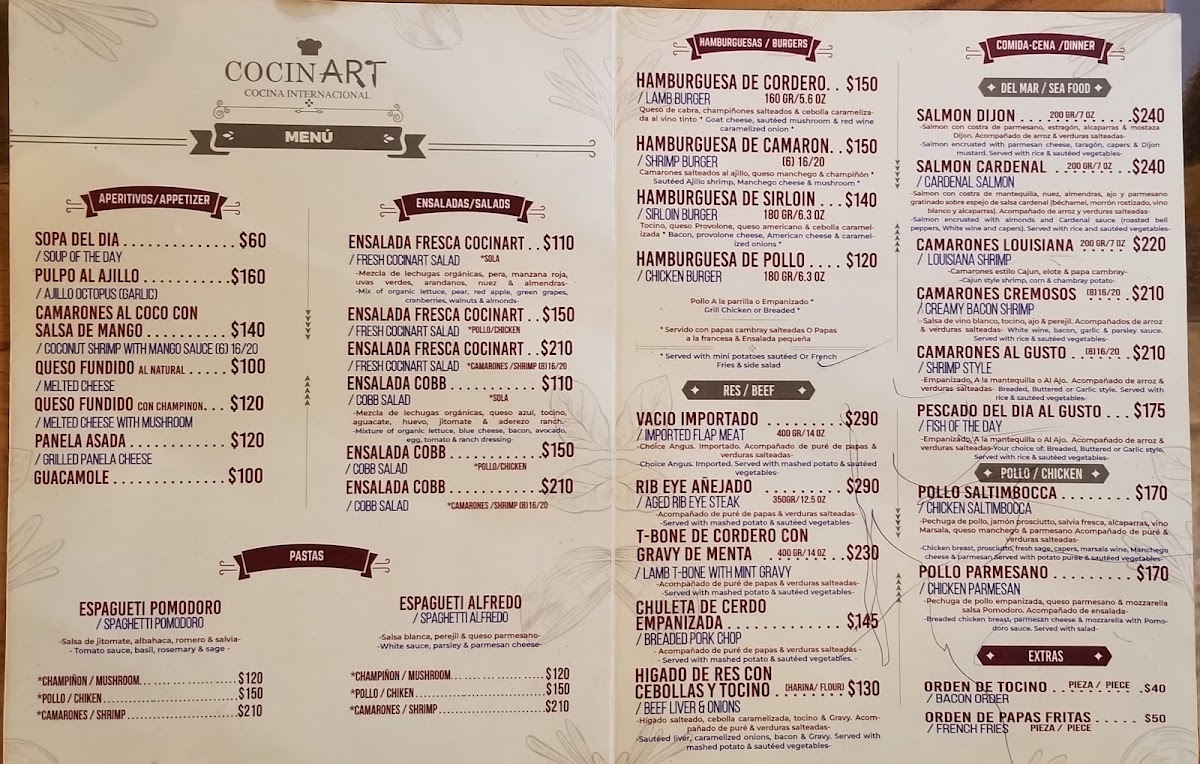 COCINART
COCINA INTERNACIONAL
MENÚ
APERITIVOS/APPETIZER
SOPA DEL DIA . . . . . . . . . . . . . . $60
/ SOUP OF THE DAY
PULPO AL AJILLO . . . . . . . . . . . $160
/ AJILLO OCTOPUS (GARLIC)
CAMARONES AL COCO CON
SALSA DE MANGO . . . . . . . . . . $140
/ COCONUT SHRIMP WITH MANGO SAUCE (6) 16/20
QUESO FUNDIDO AL NATURAL . . . . . $100
/ MELTED CHEESE
QUESO FUNDIDO CON CHAMPINON. . . $120
/ MELTED CHEESE WITH MUSHROOM
PANELA ASADA . . . . . . . . . . . . $120
/ GRILLED PANELA CHEESE
GUACAMOLE . . . . . . . . . . . . . . $100
ENSALADAS/SALADS
ENSALADA FRESCA COCINART . . $110
/ FRESH COCINART SALAD *SOLA
-Mezcla de lechugas orgánicas, pera, manzana roja,
uvas verdes, arandanos, nuez & almendras-
-Mix of organic lettuce, pear, red apple, green grapes,
cranberries, walnuts & almonds-
ENSALADA FRESCA COCINART . . $150
/ FRESH COCINART SALAD *POLLO/CHICKEN
ENSALADA FRESCA COCINART . . $210
/ FRESH COCINART SALAD *CAMARONES /SHRIMP (8) 16/20
ENSALADA COBB . . . . . . . . . . . $110
/ COBB SALAD *SOLA
-Mezcla de lechugas orgánicas, queso azul, tocino,
aguacate, huevo, jitomate & aderezo ranch.-
-Mixture of organic lettuce, blue cheese, bacon, avocado,
egg, tomato & ranch dressing-
ENSALADA COBB . . . . . . . . . . . $150
/ COBB SALAD *POLLO/CHICKEN
ENSALADA COBB . . . . . . . . . . . $210
/ COBB SALAD *CAMARONES /SHRIMP (8) 16/20
PASTAS
ESPAGUETI POMODORO
/ SPAGHETTI POMODORO
-Salsa de jitomate, albahaca, romero & salvia-
- Tomato sauce, basil, rosemary & sage -
*CHAMPIÑON / MUSHROOM. . . . . . . . . . . . . . . $120
*POLLO / CHIKEN . . . . . . . . . . . . . . . . . . . . $150
*CAMARONES / SHRIMP . . . . . . . . . . . . . . . . $210
ESPAGUETI ALFREDO
/ SPAGHETTI ALFREDO
-Salsa blanca, perejil & queso parmesano-
-White sauce, parsley & parmesan cheese-
*CHAMPIÑON / MUSHROOM. . . . . . . . . . . . . . . $120
*POLLO / CHIKEN . . . . . . . . . . . . . . . . . . . . $150
*CAMARONES / SHRIMP . . . . . . . . . . . . . . . . $210
HAMBURGUESAS / BURGERS
HAMBURGUESA DE CORDERO. . $150
/ LAMB BURGER 160 GR/5.6 OZ
Queso de cabra, champiñones salteados & cebolla carameliza-
da al vino tinto * Goat cheese, sautéed mushroom & red wine
caramelized onion *
HAMBURGUESA DE CAMARON. . $150
/ SHRIMP BURGER (6) 16/20
Camarones salteados al ajillo, queso manchego & champiñón *
Sautéed Ajillo shrimp, Manchego cheese & mushroom *
HAMBURGUESA DE SIRLOIN . . $140
/ SIRLOIN BURGER 180 GR/6.3 OZ
Tocino, queso Provolone, queso americano & cebolla caramel-
izada * Bacon, provolone cheese, American cheese & caramel-
ized onions *
HAMBURGUESA DE POLLO . . . . $120
/ CHICKEN BURGER 180 GR/6.3 OZ
Pollo A la parrilla o Empanizado *
Grill Chicken or Breaded *
* Servido con papas cambray salteadas O Papas
a la francesa & Ensalada pequeña
* Served with mini potatoes sautéed Or French
Fries & side salad
RES / BEEF
VACIO IMPORTADO . . . . . . . . . $290
/ IMPORTED FLAP MEAT 400 GR/14 OZ
-Choice Angus. Importado. Acompañado de puré de papas &
verduras salteadas-
-Choice Angus. Imported. Served with mashed potato & sautéed
vegetables-
RIB EYE AÑEJADO . . . . . . . . . $290
/ AGED RIB EYE STEAK 350GR/12.5 OZ
-Acompañado de puré de papas & verduras salteadas-
-Served with mashed potato & sautéed vegetables-
T-BONE DE CORDERO CON
GRAVY DE MENTA . . . 400 GR/14 OZ . . . $230
/ LAMB T-BONE WITH MINT GRAVY
-Acompañado de puré de papas & verduras salteadas-
-Served with mashed potato & sautéed vegetables-
CHULETA DE CERDO
EMPANIZADA . . . . . . . . . . . . . $145
/ BREADED PORK CHOP
-Acompañado de puré de papas & verduras salteadas -
- Served with mashed potato & sautéed vegetables. -
HIGADO DE RES CON
CEBOLLAS Y TOCINO . (HARINA/ FLOUR) $130
/ BEEF LIVER & ONIONS
-Hígado salteado, cebolla caramelizada, tocino & Gravy. Acom-
pañado de puré & verduras salteadas-
-Sautéed liver, caramelized onions, bacon & Gravy. Served with
mashed potato & sautéed vegetables-
COMIDA-CENA /DINNER
DEL MAR / SEA FOOD
SALMON DIJON . . . 200 GR/7 OZ . . . $240
-Salmon con costra de parmesano, estragón, alcaparras & mostaza
Dijon. Acompañado de arroz & verduras salteadas-
-Salmon encrusted with parmesan cheese, taragón, capers & Dijon
mustard. Served with rice & sautéed vegetables-
SALMON CARDENAL . . 200 GR/7 OZ . . . $240
/ CARDENAL SALMON
-Salmon con costra de mantequilla, nuez, almendras, ajo y parmesano
gratinado sobre espejo de salsa cardenal (béchamel, morrón rostizado, vino
blanco y alcaparras). Acompañado de arroz y verduras salteadas-
-Salmon encrusted with almonds and Cardenal sauce (roasted bell
peppers, White wine and capers). Served with rice and sautéed vegetables-
CAMARONES LOUISIANA 200 GR/7 OZ . . $220
/ LOUISIANA SHRIMP
-Camarones estilo Cajun, elote & papa cambray-
-Cajun style shrimp, corn & chambray potato-
CAMARONES CREMOSOS (8)16/20 . . . . $210
/ CREAMY BACON SHRIMP
-Salsa de vino blanco, tocino, ajo & perejil. Acompañados de arroz
& verduras salteadas- White wine, bacon, garlic & parsley sauce.
Served with rice & sautéed vegetables-
CAMARONES AL GUSTO . . (8)16/20 . . . $210
/ SHRIMP STYLE
-Empanizado, A la mantequilla o Al Ajo. Acompañado de arroz &
verduras salteadas- Breaded, Buttered or Garlic style. Served with
rice & sautéed vegetables-
PESCADO DEL DIA AL GUSTO . . . $175
/ FISH OF THE DAY
-Empanizado, A la mantequilla o Al Ajo. Acompañado de arroz &
verduras salteadas-Your choice of: Breaded, Buttered or Garlic style,
Served with rice & sautéed vegetables-
POLLO / CHICKEN
POLLO SALTIMBOCCA . . . . . . . . $170
/ CHICKEN SALTIMBOCCA
-Pechuga de pollo, jamón prosciutto, salvia fresca, alcaparras, vino
Marsala, queso manchego & parmesano Acompañado de puré &
verduras salteadas-
-Chicken breast, prosciutto, fresh sage, capers, marsala wine, Manchego
cheese & parmesan Served with potato purée & sautéed vegetables-
POLLO PARMESANO . . . . . . . . . $170
/ CHICKEN PARMESAN
-Pechuga de pollo empanizada, queso parmesano & mozzarella
salsa Pomodoro. Acompañado de ensalada-
-Breaded chicken breast, parmesan cheese & mozzarella with Pomo-
doro sauce. Served with salad-
EXTRAS
ORDEN DE TOCINO . . PIEZA / PIECE . $40
/ BACON ORDER
ORDEN DE PAPAS FRITAS . . . . . $50
/ FRENCH FRIES PIEZA / PIECE